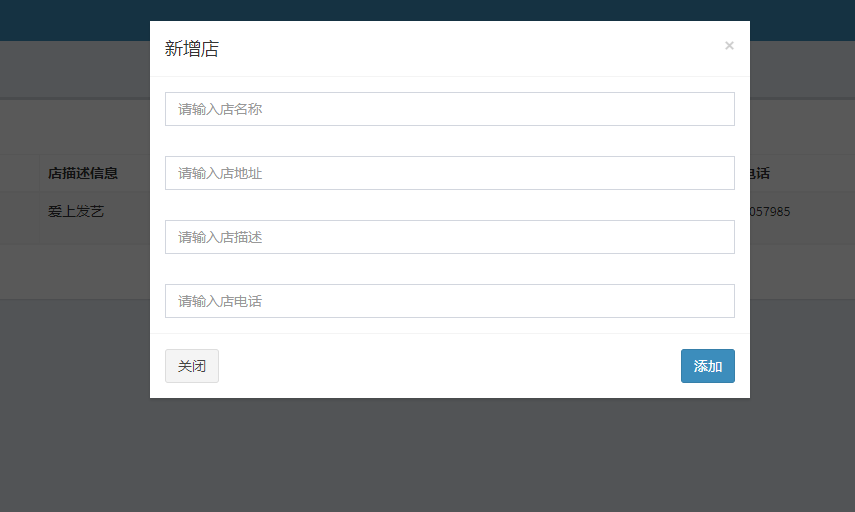 新增店
×
请输入店名称
请输入店地址
店描述信息
电话
爱上发艺
057985
请输入店描述
请输入店电话
关闭
添加